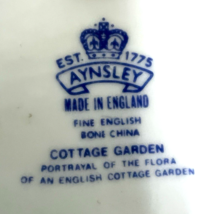 EST. 1775
AYNSLEY
MADE IN ENGLAND
FINE ENGLISH
BONE CHINA
COTTAGE GARDEN
PORTRAYAL OF THE FLORA
OF AN ENGLISH COTTAGE GARDEN